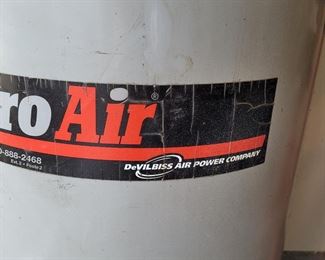 ro Air®
0-888-2468
DeVILBISS AIR POWER COMPANY